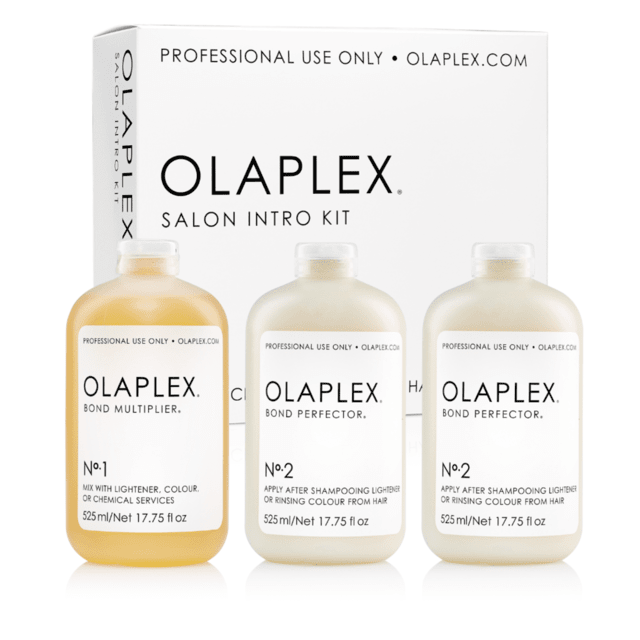 PROFESSIONAL USE ONLY • OLAPLEX.COM
OLAPLEX®
SALON INTRO KIT
OLAPLEX
SALON INTRO KIT
PROFESSIONAL USE ONLY • OLAPLEX.COM
OLAPLEX®
BOND MULTIPLIER®
Nº.1
MIX WITH LIGHTENER, COLOUR,
OR CHEMICAL SERVICES
525 ml/Net 17.75 fl oz
PROFESSIONAL USE ONLY • OLAPLEX.COM
OLAPLEX®
BOND PERFECTOR®
Nº.2
APPLY AFTER SHAMPOOING LIGHTENER
OR RINSING COLOUR FROM HAIR
525 ml/Net 17.75 fl oz
PROFESSIONAL USE ONLY • OLAPLEX.COM
OLAPLEX®
BOND PERFECTOR®
Nº.2
APPLY AFTER SHAMPOOING LIGHTENER
OR RINSING COLOUR FROM HAIR
525 ml/Net 17.75 fl oz